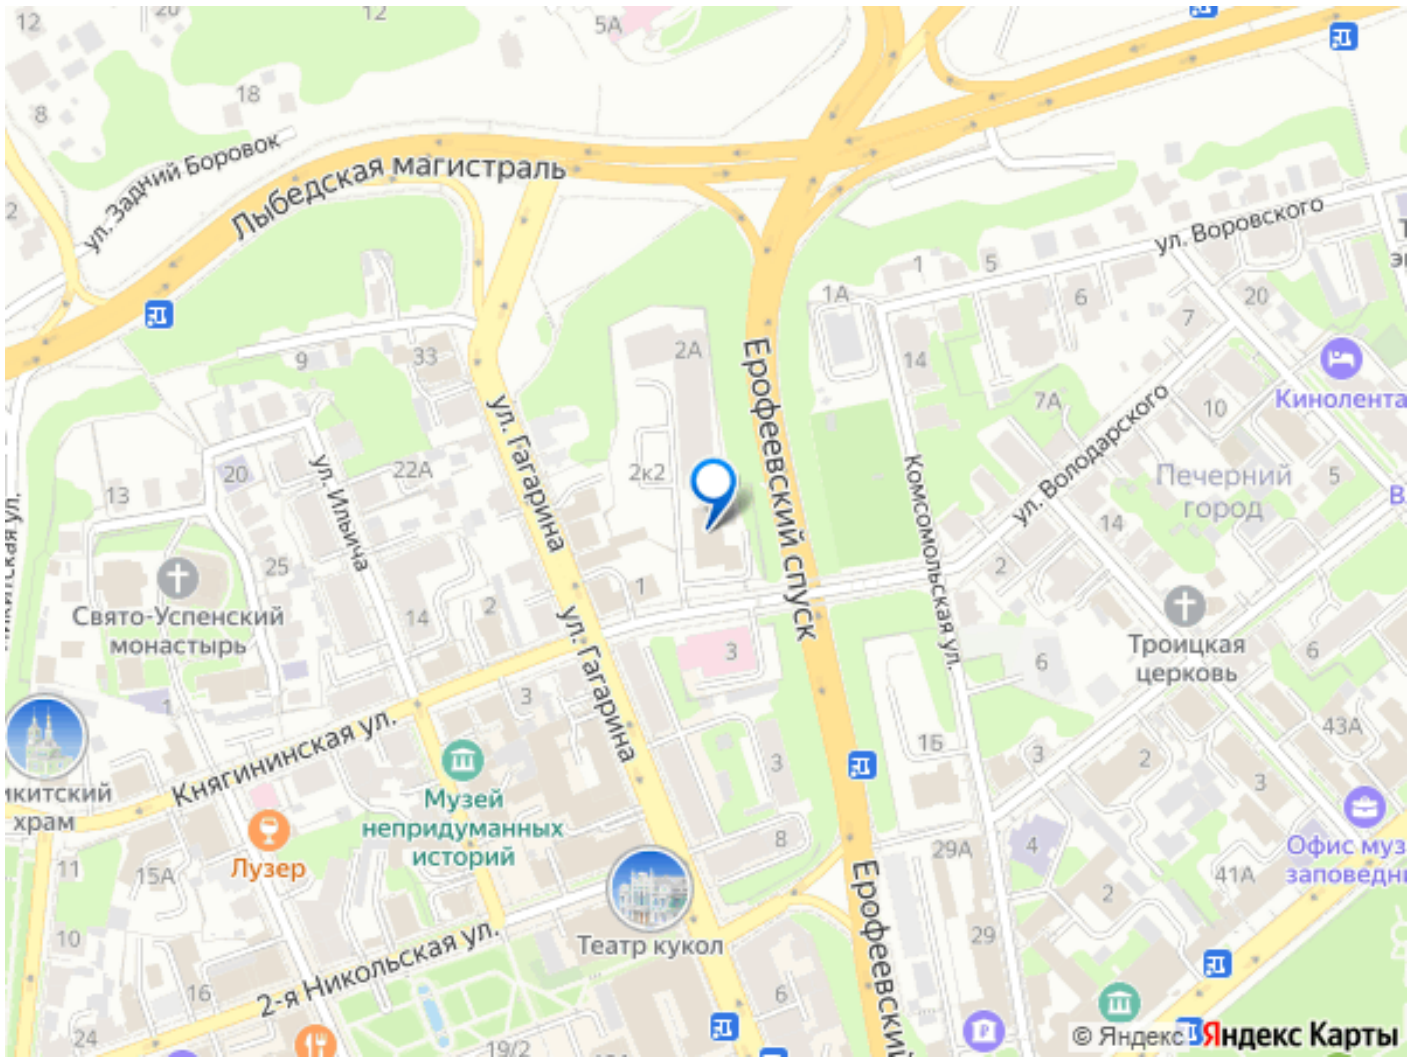 12
20
12
5А
8
18
ул. Задний Боровок
Лыбедская магистраль
2
ул. Воровского
1
5
1А
6
20
7
9
33
2А
14
Ерофеевский спуск
Кинолента
ул. Гагарина
7А
10
ул. Володарского
22А
20
ул. Ильича
2к2
Комсомольская ул.
Печерний
город
5
13
14
25
2
Свято-Успенский
монастырь
14
2
1
ул. Гагарина
Троицкая
церковь
6
6
3
1
3
Княгининская ул.
1Б
3
2
43А
3
3
икитский
храм
Музей
непридуманных
историй
Лузер
8
29А
4
Офис муз
заповедни
11
15А
41А
2
Ерофеевский
Театр кукол
10
2-я Никольская ул.
29
16
6
24
19/2
© Яндекс
Яндекс Карты